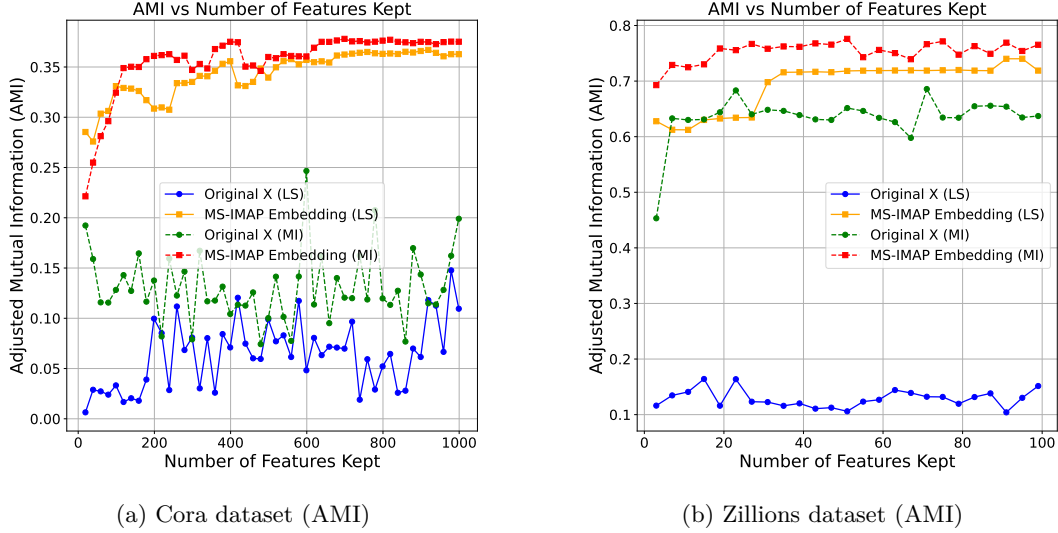 AMI vs Number of Features Kept
Adjusted Mutual Information (AMI)
0.35
0.30
0.25
0.20
0.15
0.10
0.05
0.00
Original X (LS)
MS-IMAP Embedding (LS)
Original X (MI)
MS-IMAP Embedding (MI)
0 200 400 600 800 1000
Number of Features Kept
(a) Cora dataset (AMI)
AMI vs Number of Features Kept
Adjusted Mutual Information (AMI)
0.8
0.7
0.6
0.5
0.4
0.3
0.2
0.1
Original X (LS)
MS-IMAP Embedding (LS)
Original X (MI)
MS-IMAP Embedding (MI)
0 20 40 60 80 100
Number of Features Kept
(b) Zillions dataset (AMI)